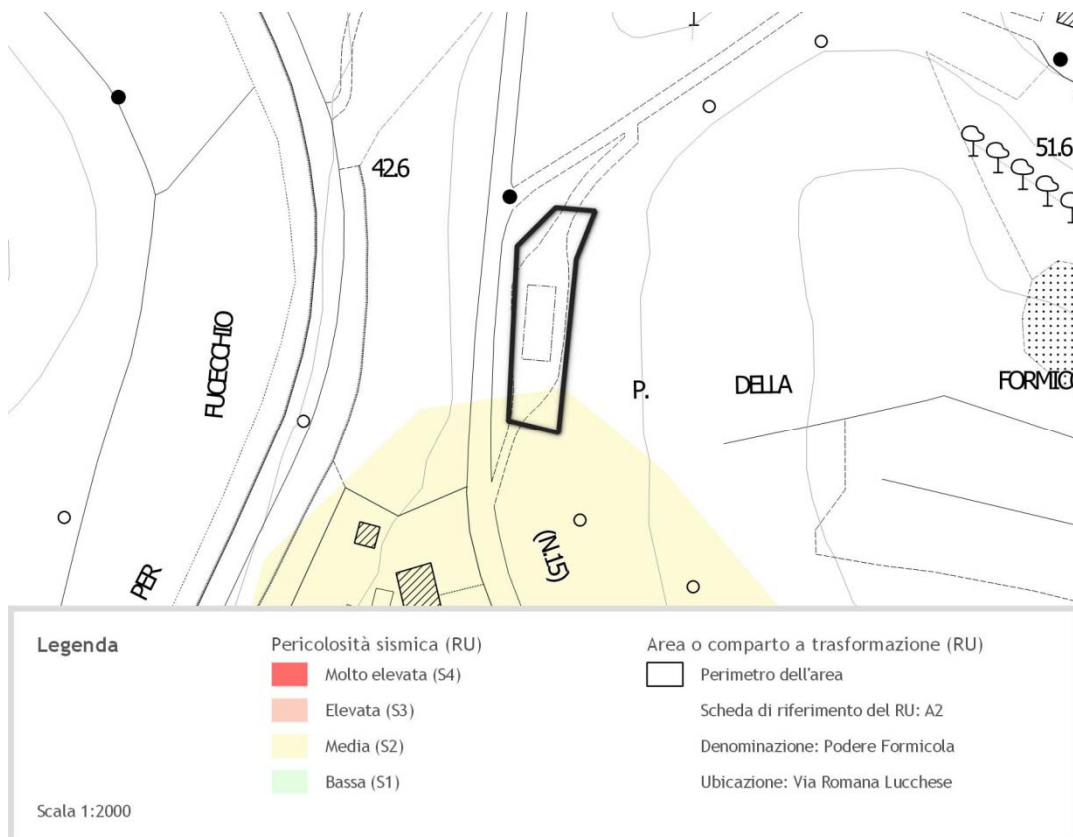 42.6
51.6
FUCECCHIO
PER
P. DELLA FORMICO
(N.15)
Legenda
Pericolosità sismica (RU)
Molto elevata (S4)
Elevata (S3)
Media (S2)
Bassa (S1)
Area o comparto a trasformazione (RU)
Perimetro dell'area
Scheda di riferimento del RU: A2
Denominazione: Podere Formicola
Ubicazione: Via Romana Lucchese
Scala 1:2000